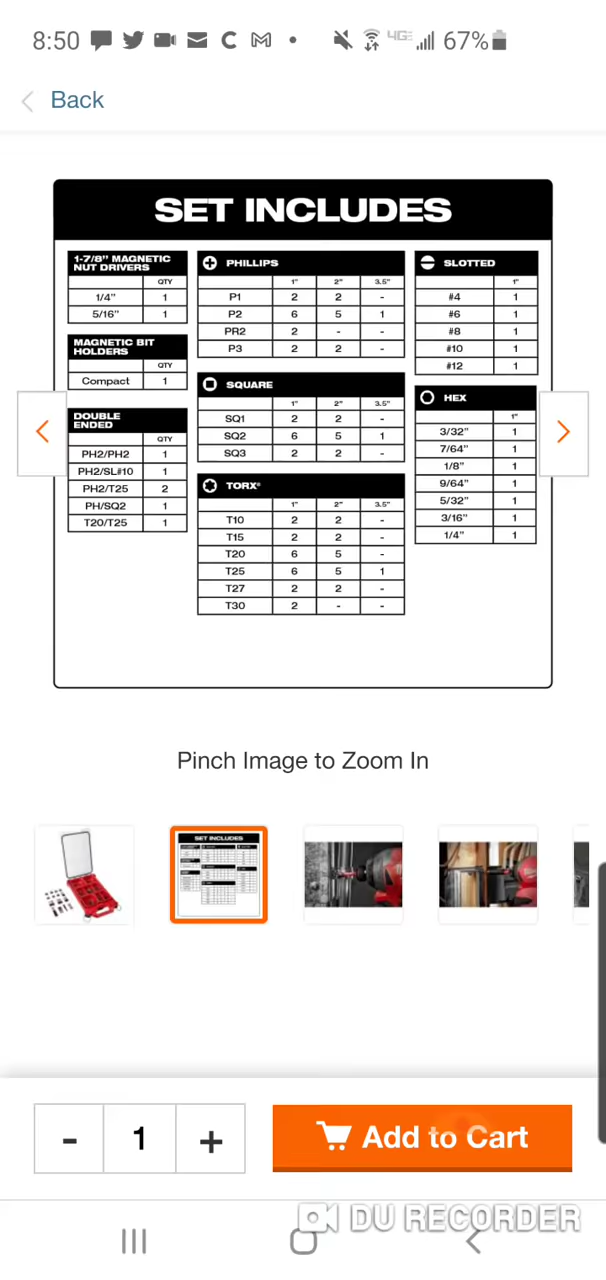 8:50 C 4GE 67%
Back
SET INCLUDES
1-7/8" MAGNETIC
NUT DRIVERS
QTY
1/4" 1
5/16" 1
MAGNETIC BIT
HOLDERS
QTY
Compact 1
DOUBLE
ENDED
QTY
PH2/PH2 1
PH2/SL#10 1
PH2/T25 2
PH/SQ2 1
T20/T25 1
PHILLIPS
1" 2" 3.5"
P1 2 2 -
P2 6 5 1
PR2 2 - -
P3 2 2 -
SQUARE
1" 2" 3.5"
SQ1 2 2 -
SQ2 6 5 1
SQ3 2 2 -
TORX®
1" 2" 3.5"
T10 2 2 -
T15 2 2 -
T20 6 5 -
T25 6 5 1
T27 2 2 -
T30 2 - -
SLOTTED
1"
#4 1
#6 1
#8 1
#10 1
#12 1
HEX
1"
3/32" 1
7/64" 1
1/8" 1
9/64" 1
5/32" 1
3/16" 1
1/4" 1
Pinch Image to Zoom In
SET INCLUDES
- 1 +
Add to Cart
DU RECORDER